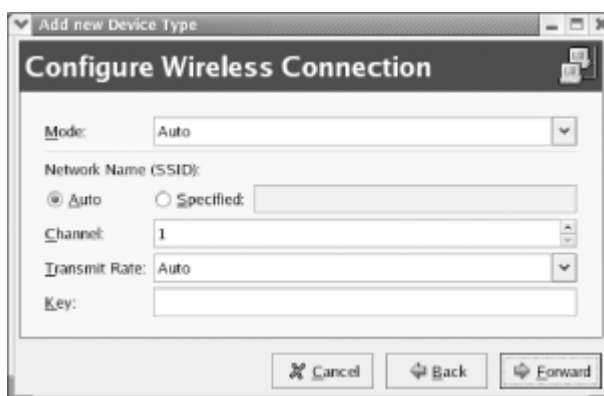 Add new Device Type
Configure Wireless Connection
Mode: Auto
Network Name (SSID):
Auto Specified:
Channel: 1
Transmit Rate: Auto
Key:
Cancel Back Forward